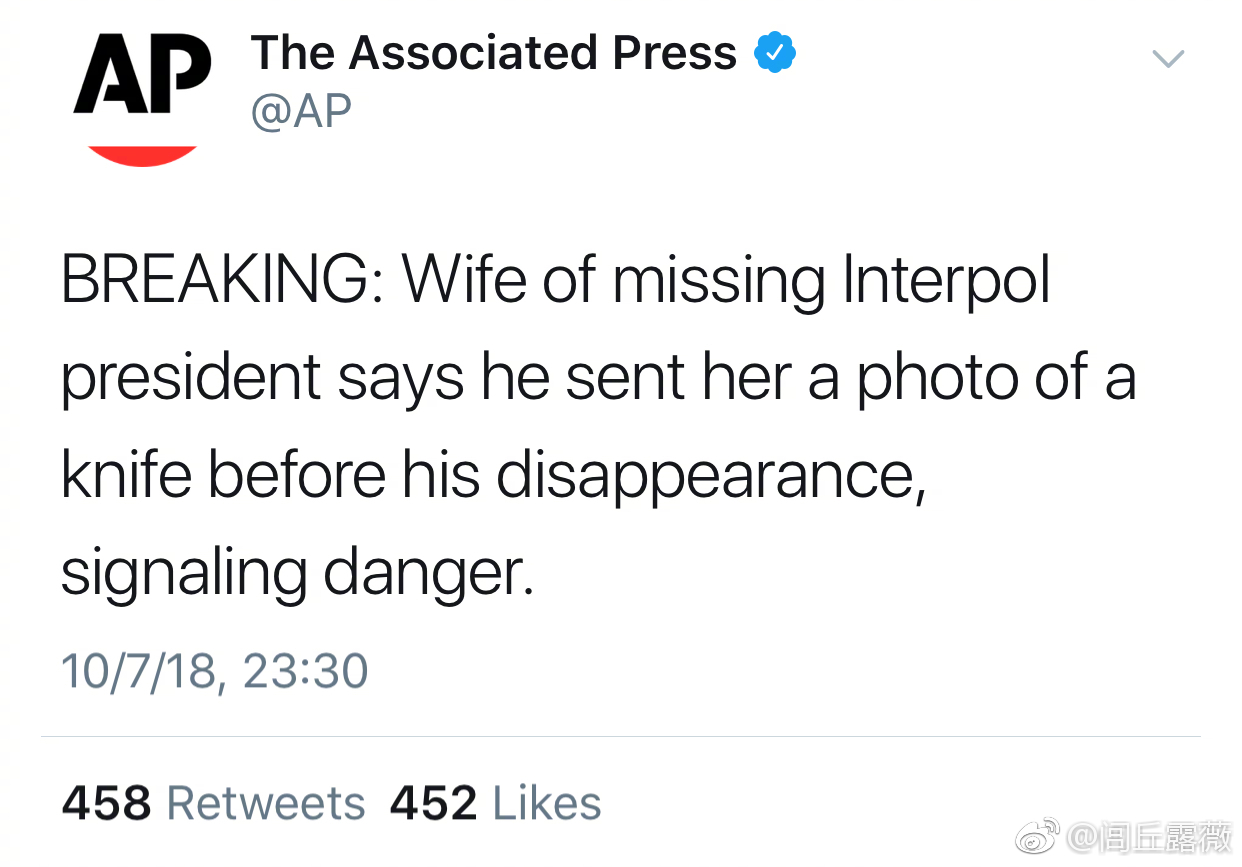 AP
The Associated Press
@AP
BREAKING: Wife of missing Interpol
president says he sent her a photo of a
knife before his disappearance,
signaling danger.
10/7/18, 23:30
458 Retweets 452 Likes
@闾丘露薇